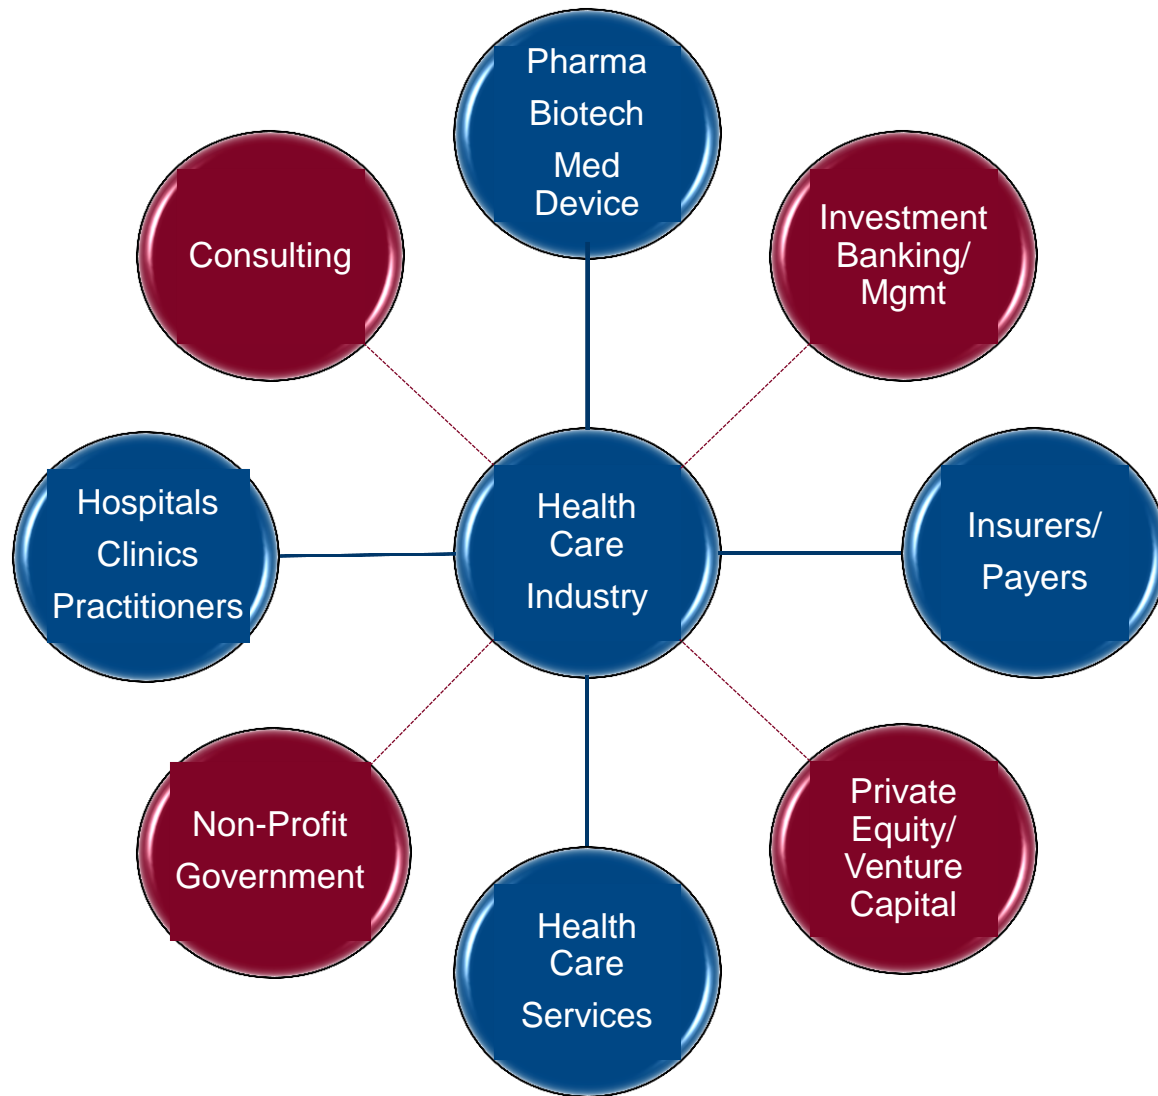 Pharma
Biotech
Med
Device
Consulting
Investment
Banking/
Mgmt
Hospitals
Clinics
Practitioners
Health
Care
Industry
Insurers/
Payers
Non-Profit
Government
Private
Equity/
Venture
Capital
Health
Care
Services